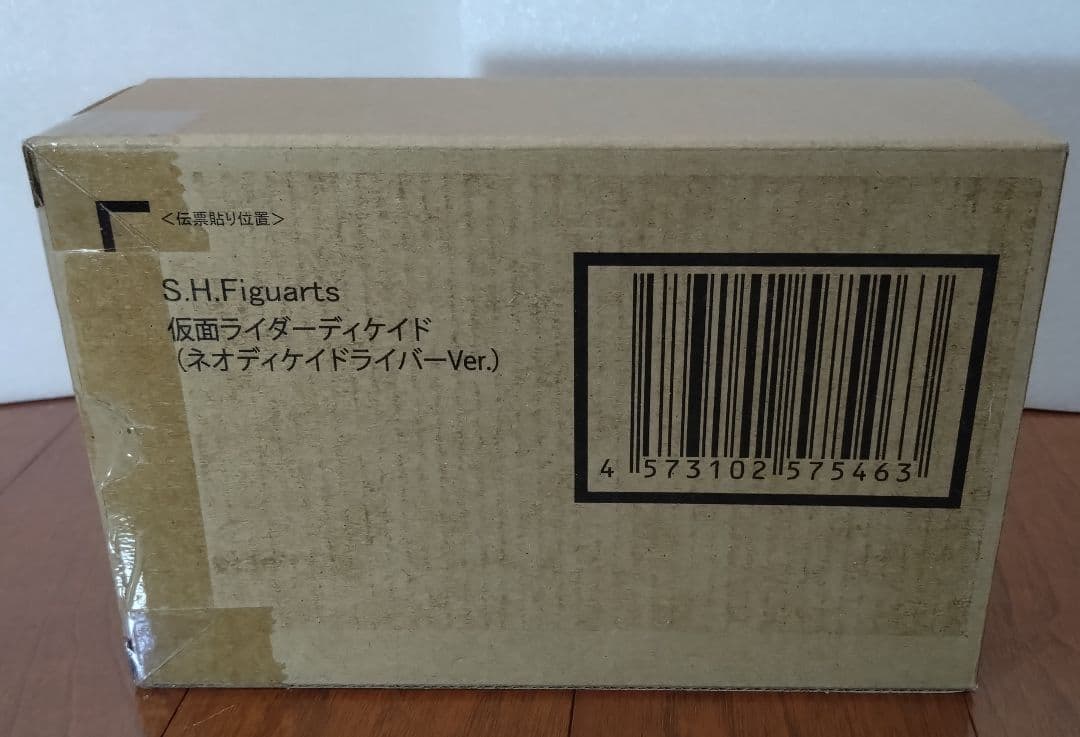 <伝票貼り位置>
S.H.Figuarts
仮面ライダーディケイド
(ネオディケイドライバーVer.)
4 573102 575463